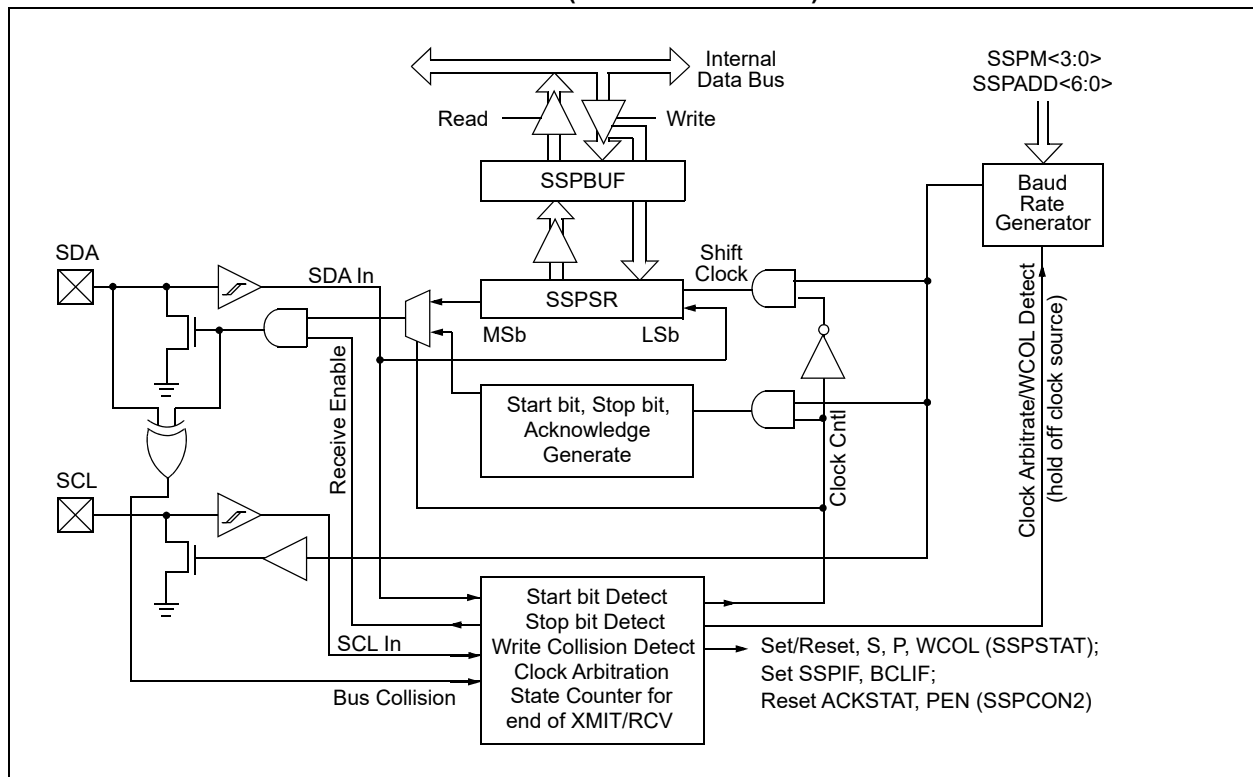 Internal
Data Bus
SSPM<3:0>
SSPADD<6:0>
Read
Write
SSPBUF
Baud
Rate
Generator
SDA
SDA In
Shift
Clock
SSPSR
MSb
LSb
Receive Enable
Start bit, Stop bit,
Acknowledge
Generate
Clock Cntl
Clock Arbitrate/WCOL Detect
(hold off clock source)
SCL
SCL In
Bus Collision
Start bit Detect
Stop bit Detect
Write Collision Detect
Clock Arbitration
State Counter for
end of XMIT/RCV
Set/Reset, S, P, WCOL (SSPSTAT);
Set SSPIF, BCLIF;
Reset ACKSTAT, PEN (SSPCON2)